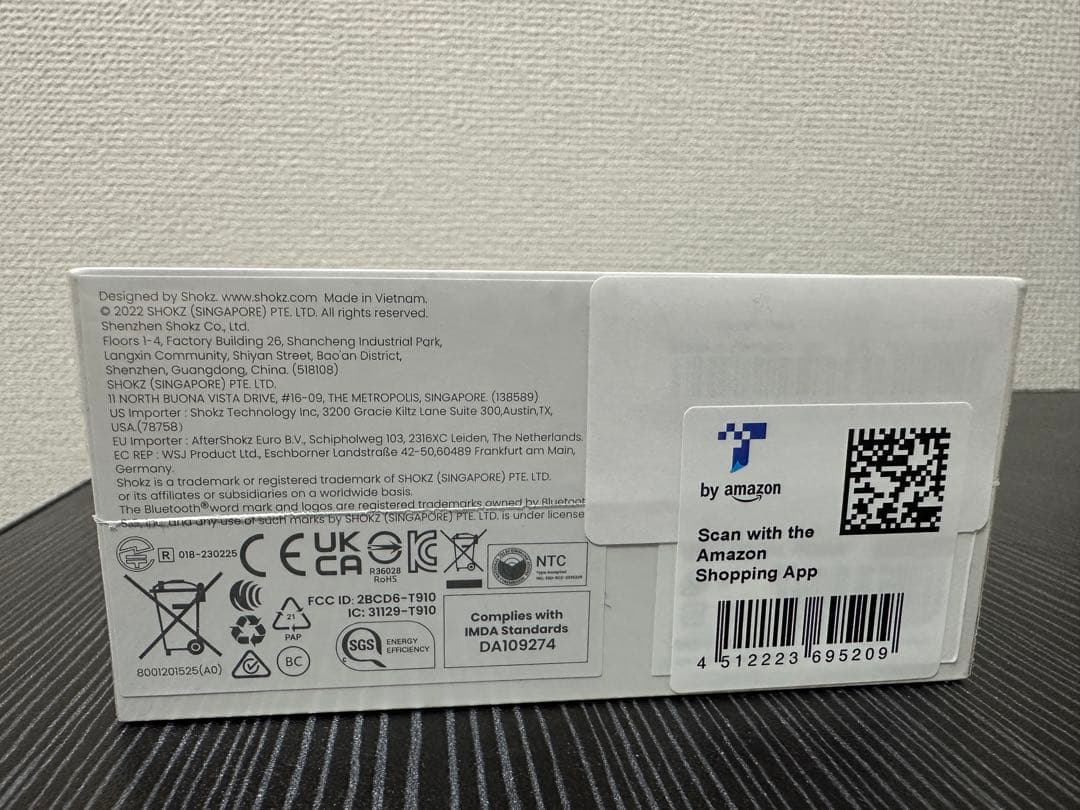 Designed by Shokz. www.shokz.com Made in Vietnam.
© 2022 SHOKZ (SINGAPORE) PTE. LTD. All rights reserved.
Shenzhen Shokz Co., Ltd.
Floors 1-4, Factory Building 26, Shancheng Industrial Park,
Langxin Community, Shiyan Street, Bao'an District,
Shenzhen, Guangdong, China. (518108)
SHOKZ (SINGAPORE) PTE. LTD.
11 NORTH BUONA VISTA DRIVE, #16-09, THE METROPOLIS, SINGAPORE. (138589)
US Importer : Shokz Technology Inc, 3200 Gracie Kiltz Lane Suite 300,Austin,TX,
USA.(78758)
EU Importer : AfterShokz Euro B.V., Schipholweg 103, 2316XC Leiden, The Netherlands.
EC REP : WSJ Product Ltd., Eschborner Landstraße 42-50,60489 Frankfurt am Main,
Germany.
Shokz is a trademark or registered trademark of SHOKZ (SINGAPORE) PTE. LTD.
or its affiliates or subsidiaries on a worldwide basis.
The Bluetooth® word mark and logos are registered trademarks owned by Bluetoot
and any use of such marks by SHOKZ (SINGAPORE) PTE. LTD. is under license
R 018-230225
CE
UK
CA
R36028
RoHS
NTC
Type Accepted
FCC ID: 2BCD6-T910
IC: 31129-T910
21
PAP
SGS
ENERGY
EFFICIENCY
C
Complies with
IMDA Standards
DA109274
8001201525(A0)
BC
by amazon
Scan with the
Amazon
Shopping App
4 512223 695209